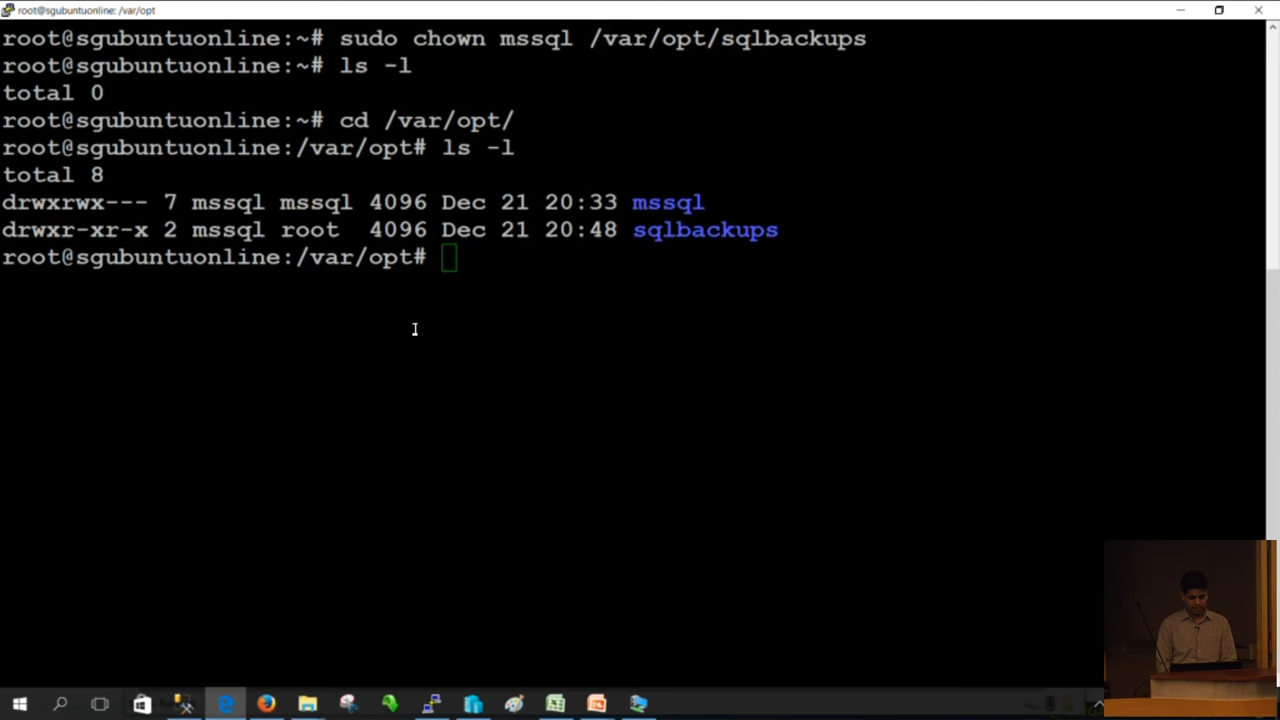 root@sgubuntuonline: /var/opt
root@sgubuntuonline:~# sudo chown mssql /var/opt/sqlbackups
root@sgubuntuonline:~# ls -l
total 0
root@sgubuntuonline:~# cd /var/opt/
root@sgubuntuonline:/var/opt# ls -l
total 8
drwxrwx--- 7 mssql mssql 4096 Dec 21 20:33 mssql
drwxr-xr-x 2 mssql root  4096 Dec 21 20:48 sqlbackups
root@sgubuntuonline:/var/opt#